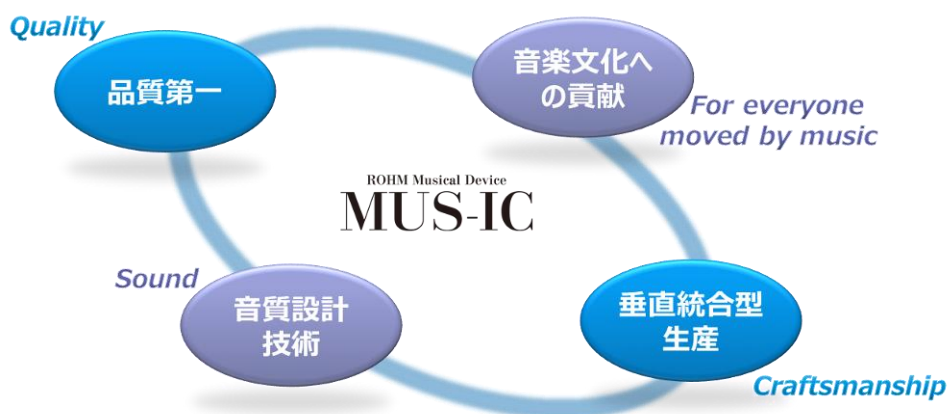 Quality
品質第一
音楽文化へ
の貢献
For everyone
moved by music
ROHM Musical Device
MUS-IC
Sound
音質設計
技術
垂直統合型
生産
Craftsmanship